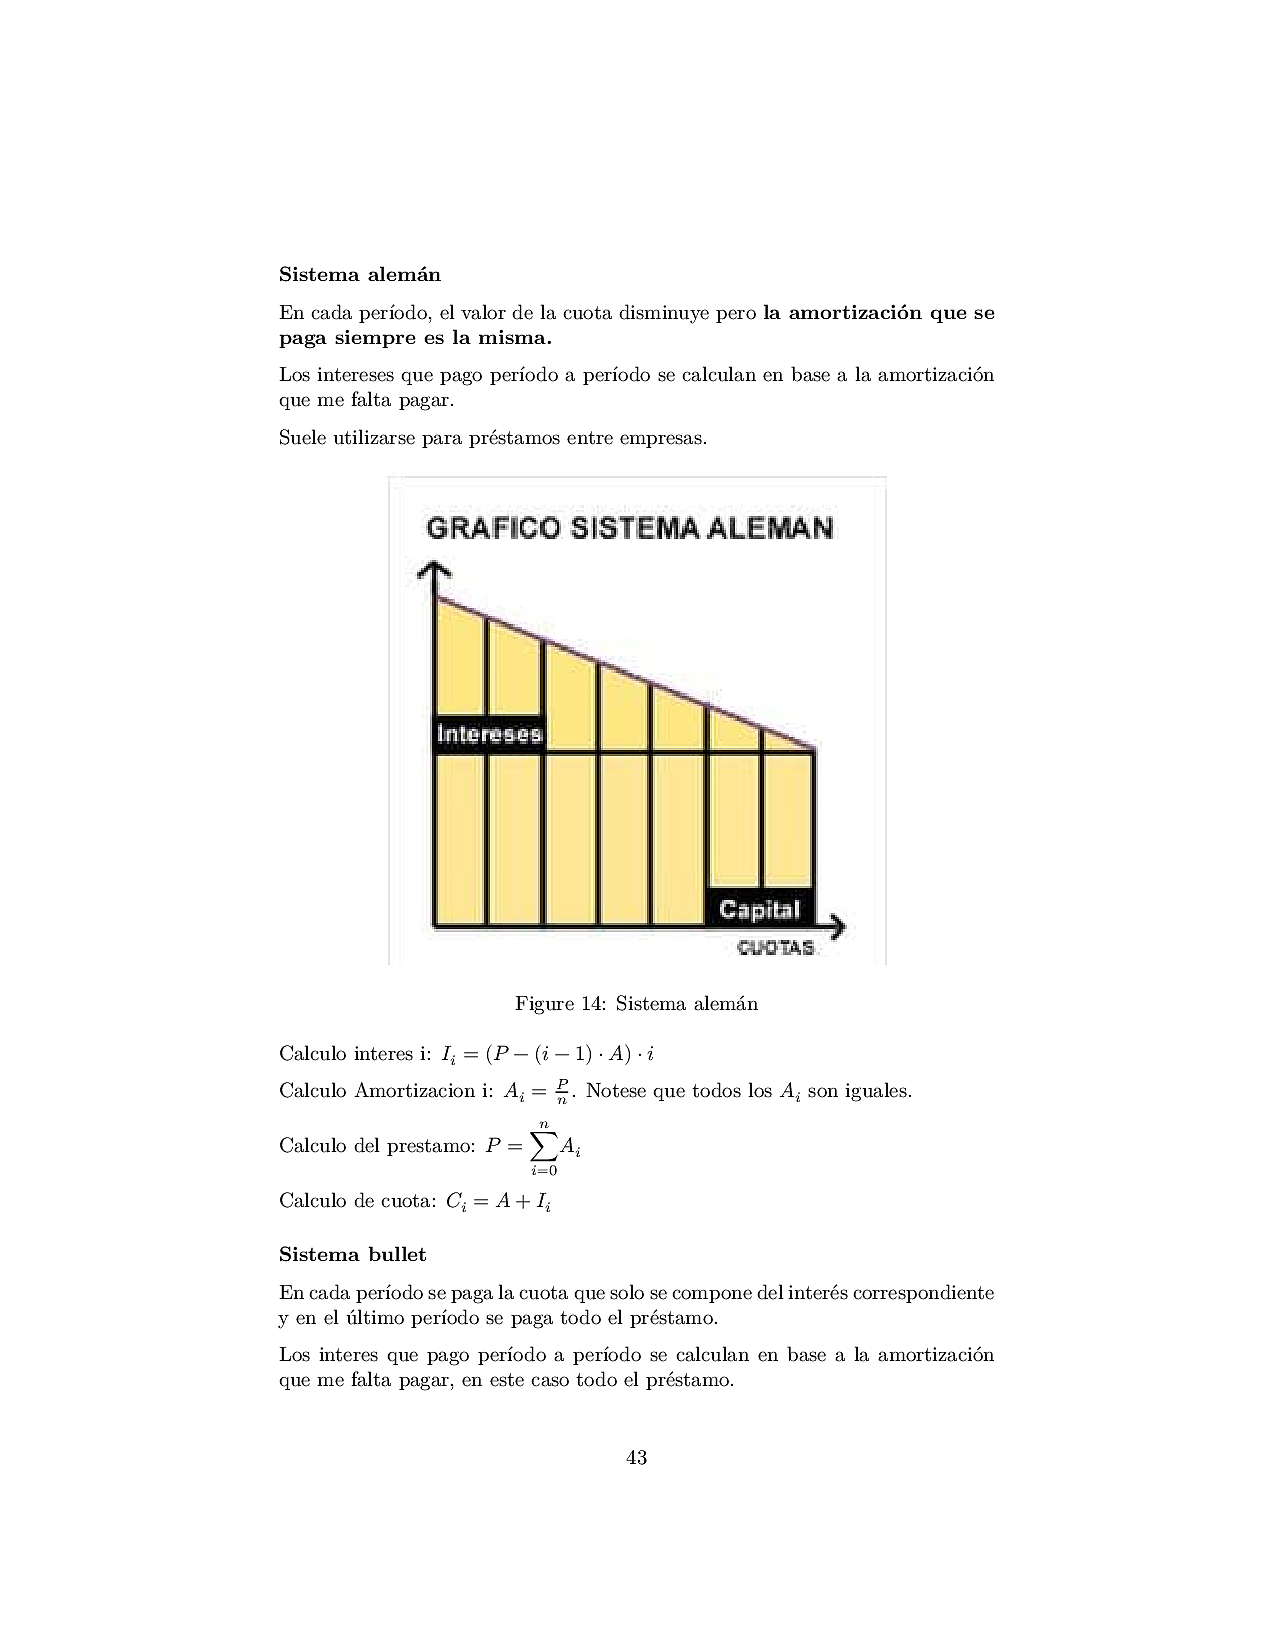 Sistema alemán
En cada período, el valor de la cuota disminuye pero la amortización que se
paga siempre es la misma.
Los intereses que pago período a período se calculan en base a la amortización
que me falta pagar.
Suele utilizarse para préstamos entre empresas.
GRAFICO SISTEMA ALEMAN
Intereses
Capital
CUOTAS
Figure 14: Sistema alemán
Calculo interes i: I_i = (P − (i − 1) · A) · i
Calculo Amortizacion i: A_i = P/n. Notese que todos los A_i son iguales.
Calculo del prestamo: P = ∑_{i=0}^{n} A_i
Calculo de cuota: C_i = A + I_i
Sistema bullet
En cada período se paga la cuota que solo se compone del interés correspondiente
y en el último período se paga todo el préstamo.
Los interes que pago período a período se calculan en base a la amortización
que me falta pagar, en este caso todo el préstamo.
43